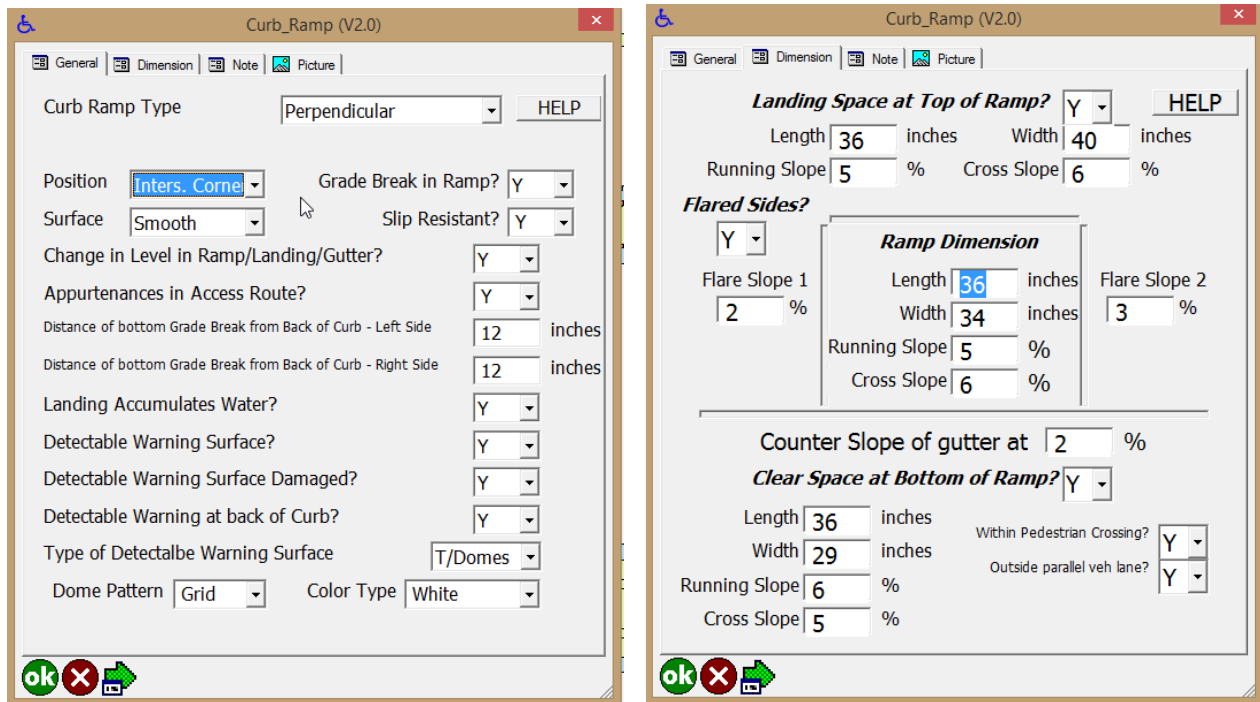 Curb_Ramp (V2.0)
General Dimension Note Picture
Curb Ramp Type Perpendicular HELP
Position Inters. Corne Grade Break in Ramp? Y
Surface Smooth Slip Resistant? Y
Change in Level in Ramp/Landing/Gutter? Y
Appurtenances in Access Route? Y
Distance of bottom Grade Break from Back of Curb - Left Side 12 inches
Distance of bottom Grade Break from Back of Curb - Right Side 12 inches
Landing Accumulates Water? Y
Detectable Warning Surface? Y
Detectable Warning Surface Damaged? Y
Detectable Warning at back of Curb? Y
Type of Detectalbe Warning Surface T/Domes
Dome Pattern Grid Color Type White
ok
Curb_Ramp (V2.0)
General Dimension Note Picture
Landing Space at Top of Ramp? Y HELP
Length 36 inches Width 40 inches
Running Slope 5 % Cross Slope 6 %
Flared Sides?
Y
Ramp Dimension
Flare Slope 1 Length 36 inches Flare Slope 2
2 % Width 34 inches 3 %
Running Slope 5 %
Cross Slope 6 %
Counter Slope of gutter at 2 %
Clear Space at Bottom of Ramp? Y
Length 36 inches Within Pedestrian Crossing? Y
Width 29 inches Outside parallel veh lane? Y
Running Slope 6 %
Cross Slope 5 %
ok